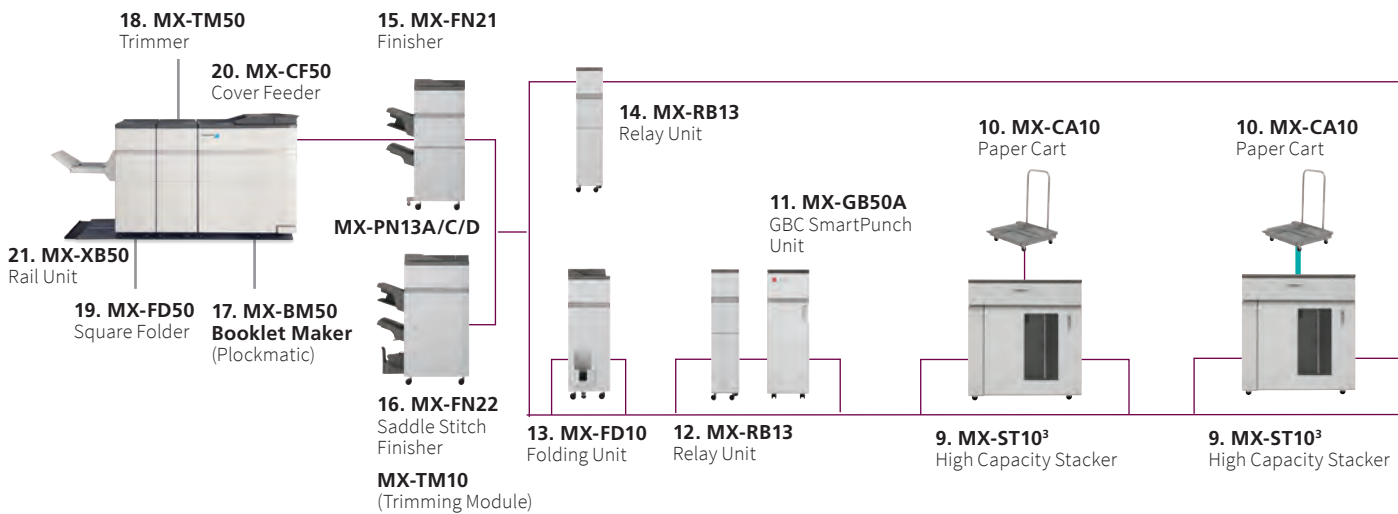 18. MX-TM50
Trimmer
15. MX-FN21
Finisher
20. MX-CF50
Cover Feeder
14. MX-RB13
Relay Unit
10. MX-CA10
Paper Cart
10. MX-CA10
Paper Cart
11. MX-GB50A
GBC SmartPunch
Unit
MX-PN13A/C/D
21. MX-XB50
Rail Unit
19. MX-FD50
Square Folder
17. MX-BM50
Booklet Maker
(Plockmatic)
16. MX-FN22
Saddle Stitch
Finisher
MX-TM10
(Trimming Module)
13. MX-FD10
Folding Unit
12. MX-RB13
Relay Unit
9. MX-ST10³
High Capacity Stacker
9. MX-ST10³
High Capacity Stacker